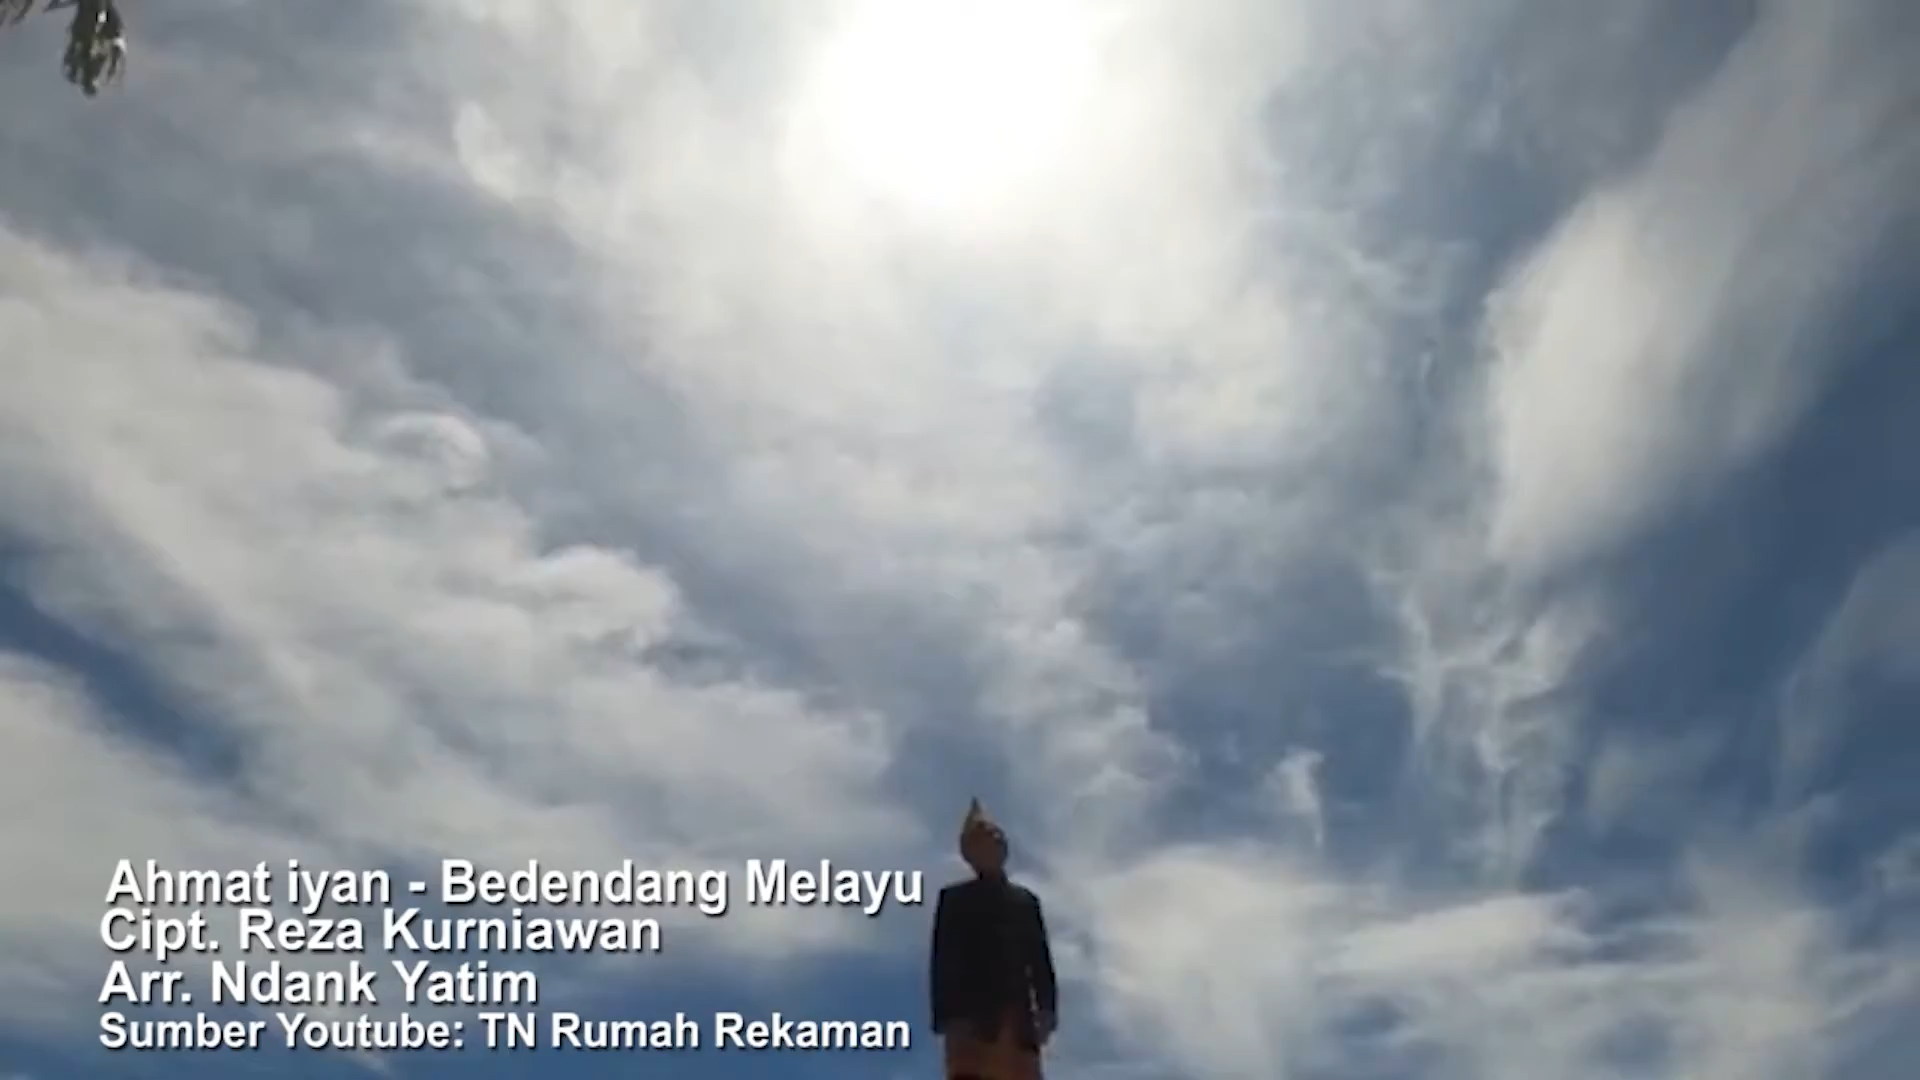 Ahmat iyan - Bedendang Melayu
Cipt. Reza Kurniawan
Arr. Ndank Yatim
Sumber Youtube: TN Rumah Rekaman